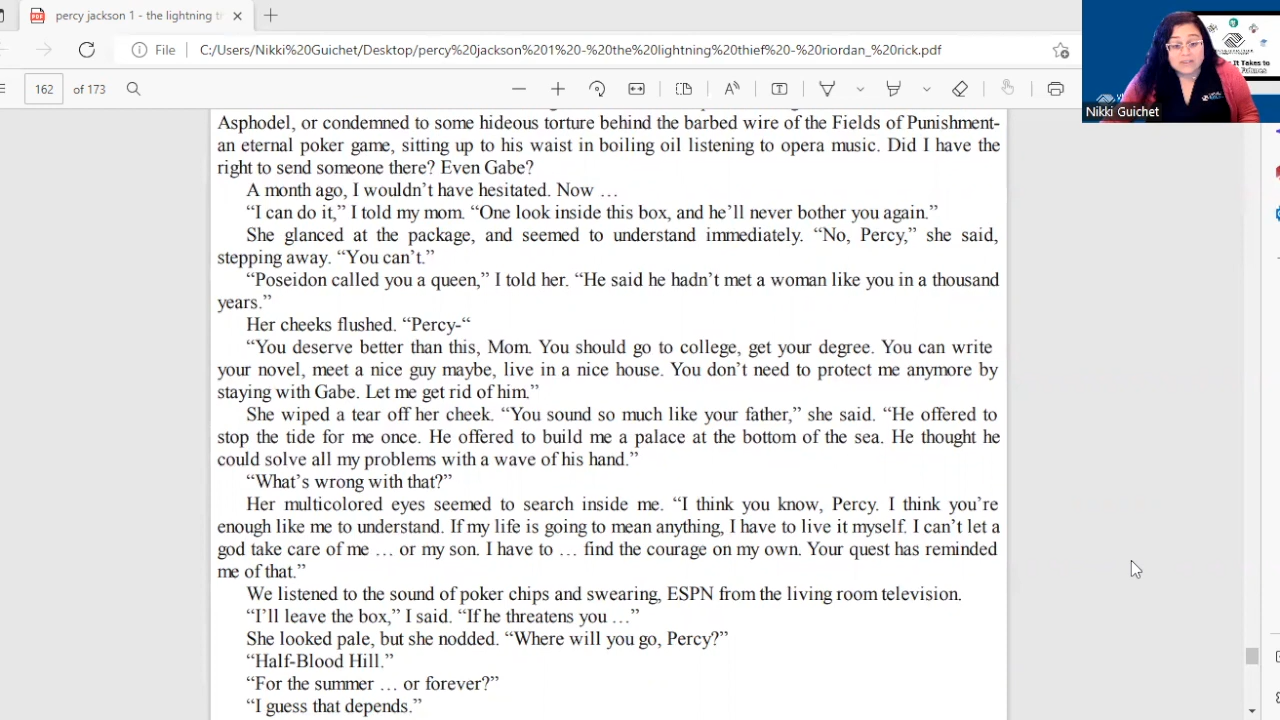 percy jackson 1 - the lightning t
File
C:/Users/Nikki%20Guichet/Desktop/percy%20jackson%201%20-%20the%20lightning%20thief%20-%20riordan_%20rick.pdf
162 of 173
It Takes to
Nikki Guichet
Asphodel, or condemned to some hideous torture behind the barbed wire of the Fields of Punishment-
an eternal poker game, sitting up to his waist in boiling oil listening to opera music. Did I have the
right to send someone there? Even Gabe?
A month ago, I wouldn’t have hesitated. Now …
“I can do it,” I told my mom. “One look inside this box, and he’ll never bother you again.”
She glanced at the package, and seemed to understand immediately. “No, Percy,” she said,
stepping away. “You can’t.”
“Poseidon called you a queen,” I told her. “He said he hadn’t met a woman like you in a thousand
years.”
Her cheeks flushed. “Percy-“
“You deserve better than this, Mom. You should go to college, get your degree. You can write
your novel, meet a nice guy maybe, live in a nice house. You don’t need to protect me anymore by
staying with Gabe. Let me get rid of him.”
She wiped a tear off her cheek. “You sound so much like your father,” she said. “He offered to
stop the tide for me once. He offered to build me a palace at the bottom of the sea. He thought he
could solve all my problems with a wave of his hand.”
“What’s wrong with that?”
Her multicolored eyes seemed to search inside me. “I think you know, Percy. I think you’re
enough like me to understand. If my life is going to mean anything, I have to live it myself. I can’t let a
god take care of me … or my son. I have to … find the courage on my own. Your quest has reminded
me of that.”
We listened to the sound of poker chips and swearing, ESPN from the living room television.
“I’ll leave the box,” I said. “If he threatens you …”
She looked pale, but she nodded. “Where will you go, Percy?”
“Half-Blood Hill.”
“For the summer … or forever?”
“I guess that depends.”